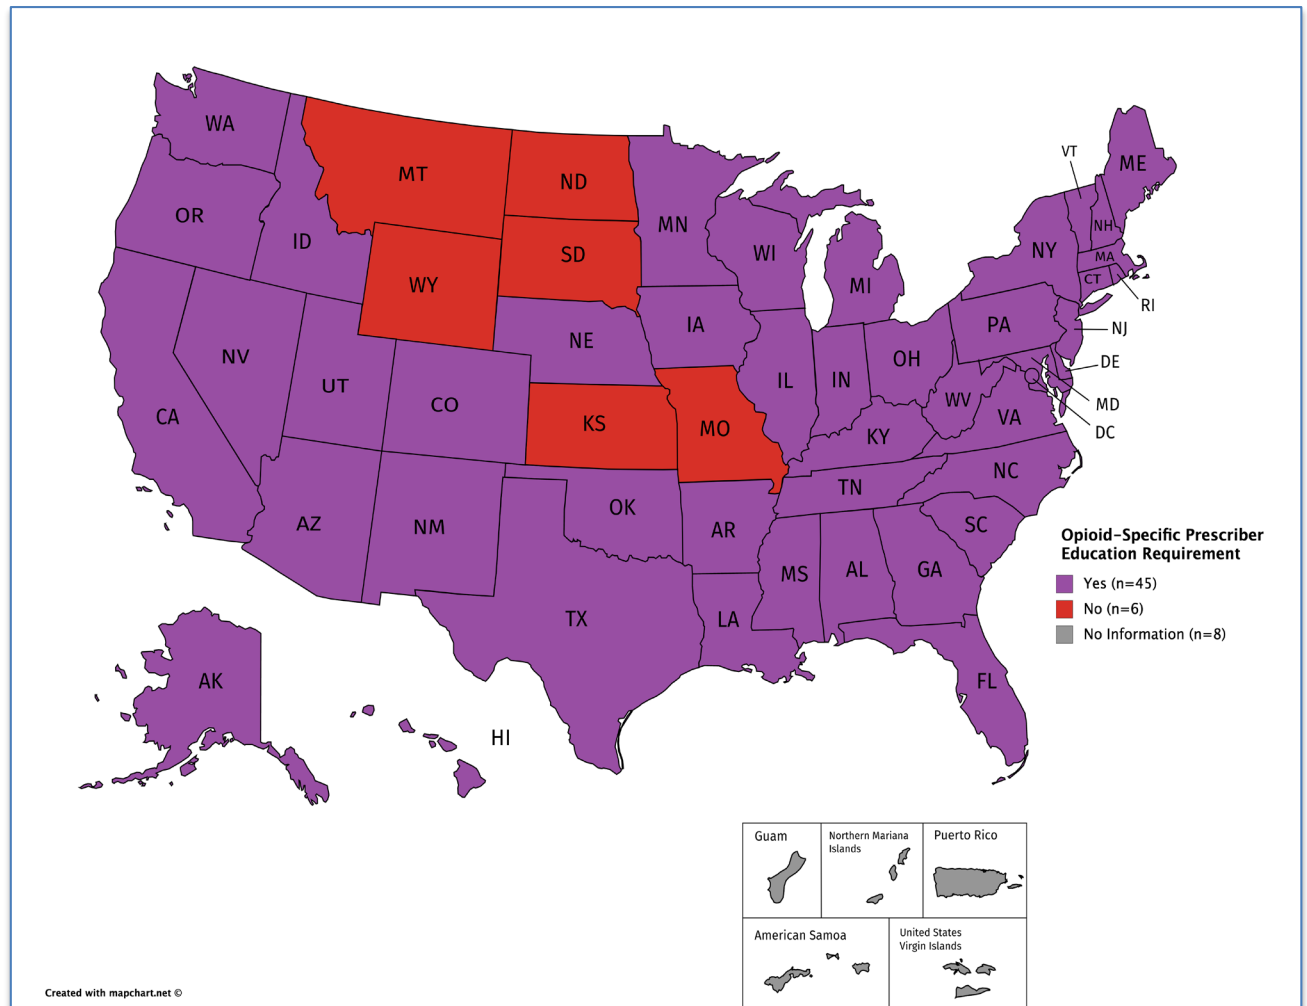 WA
MT
ND
VT
ME
OR
ID
MN
NH
SD
WI
NY
MA
WY
MI
CT
RI
NE
IA
PA
NJ
NV
UT
OH
DE
CO
IL
IN
WV
MD
CA
KS
MO
VA
DC
KY
NC
TN
AZ
NM
OK
AR
SC
Opioid-Specific Prescriber
Education Requirement
MS
AL
GA
Yes (n=45)
No (n=6)
TX
LA
No Information (n=8)
AK
FL
HI
Guam
Northern Mariana
Islands
Puerto Rico
American Samoa
United States
Virgin Islands
Created with mapchart.net ©